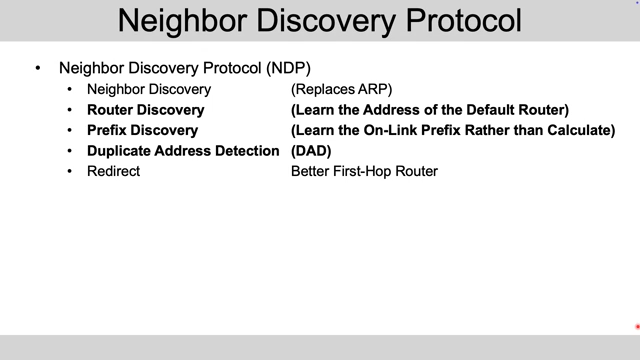 Neighbor Discovery Protocol
• Neighbor Discovery Protocol (NDP)
• Neighbor Discovery (Replaces ARP)
• Router Discovery (Learn the Address of the Default Router)
• Prefix Discovery (Learn the On-Link Prefix Rather than Calculate)
• Duplicate Address Detection (DAD)
• Redirect Better First-Hop Router